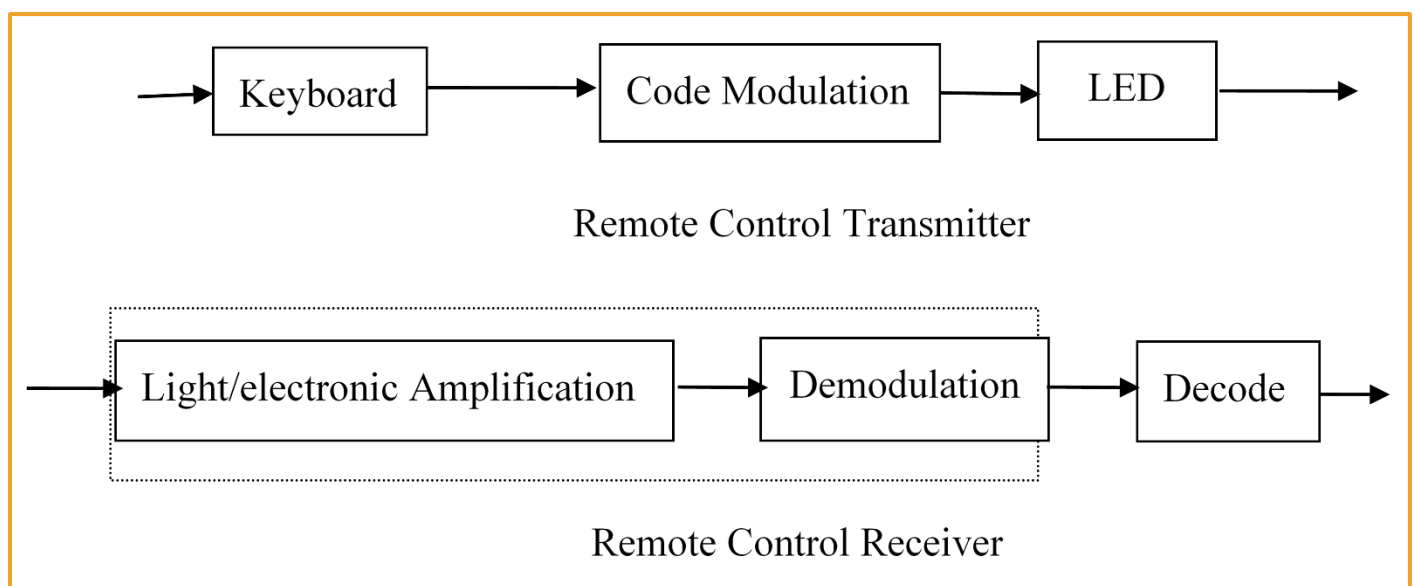 Keyboard
Code Modulation
LED
Remote Control Transmitter
Light/electronic Amplification
Demodulation
Decode
Remote Control Receiver